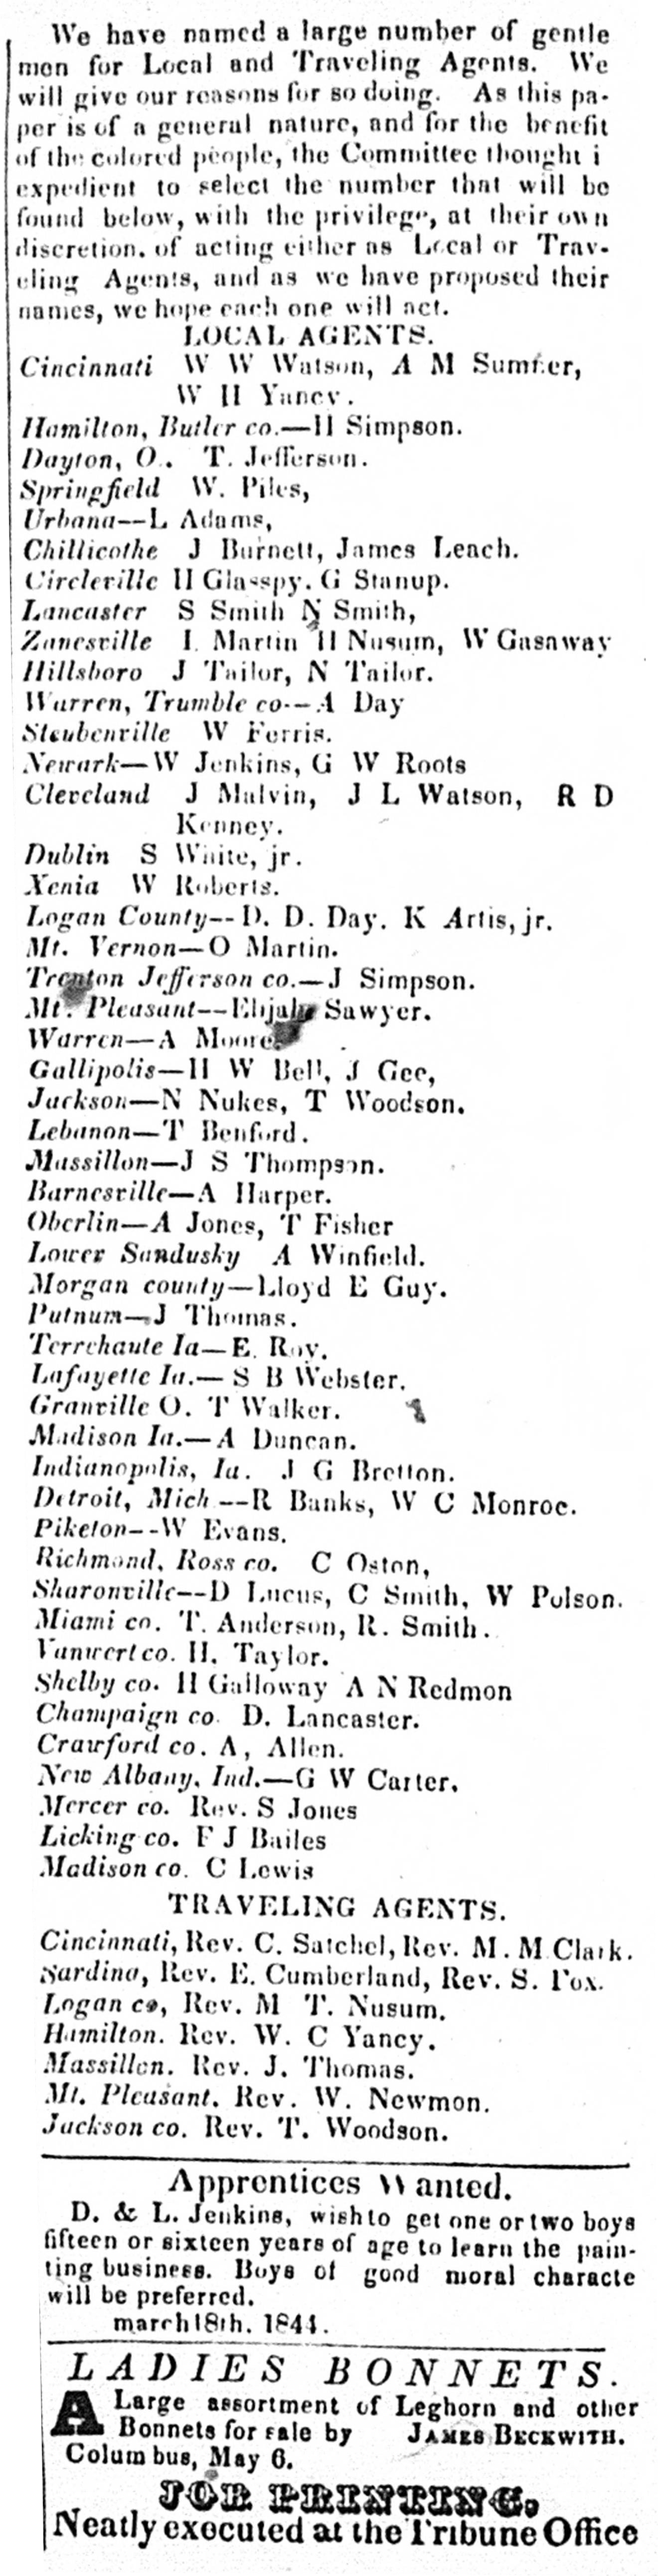 We have named a large number of gentle
men for Local and Traveling Agents. We
will give our reasons for so doing. As this pa-
per is of a general nature, and for the benefit
of the colored people, the Committee thought i
expedient to select the number that will be
found below, with the privilege, at their own
discretion. of acting either as Local or Trav-
eling Agents, and as we have proposed their
names, we hope each one will act.
LOCAL AGENTS.
Cincinnati W W Watson, A M Sumner,
W H Yancy.
Hamilton, Butler co.—H Simpson.
Dayton, O. T. Jefferson.
Springfield W. Piles,
Urbana--L Adams,
Chillicothe J Burnett, James Leach.
Circleville H Glasspy. G Stanup.
Lancaster S Smith N Smith,
Zanesville I. Martin H Nusum, W Gasaway
Hillsboro J Tailor, N Tailor.
Warren, Trumble co--A Day
Steubenville W Ferris.
Newark—W Jenkins, G W Roots
Cleveland J Malvin, J L Watson, R D
Kenney.
Dublin S White, jr.
Xenia W Roberts.
Logan County--D. D. Day. K Artis, jr.
Mt. Vernon—O Martin.
Trenton Jefferson co.—J Simpson.
Mt. Pleasant--Elijah Sawyer.
Warren—A Moore
Gallipolis—H W Bell, J Gee,
Jackson—N Nukes, T Woodson.
Lebanon—T Benford.
Massillon—J S Thompson.
Barnesville—A Harper.
Oberlin—A Jones, T Fisher
Lower Sandusky A Winfield.
Morgan county—Lloyd E Guy.
Putnum—J Thomas.
Terrehaute Ia—E. Roy.
Lafayette Ia.— S B Webster.
Granville O. T Walker.
Madison Ia.—A Duncan.
Indianopolis, Ia. J G Bretton.
Detroit, Mich --R Banks, W C Monroe.
Piketon--W Evans.
Richmond, Ross co. C Oston,
Sharonville--D Lucus, C Smith, W Polson.
Miami co. T. Anderson, R. Smith.
Vanwert co. H. Taylor.
Shelby co. H Galloway A N Redmon
Champaign co. D. Lancaster.
Crawford co. A, Allen.
New Albany, Ind.—G W Carter.
Mercer co. Rev. S Jones
Licking co. F J Bailes
Madison co. C Lewis
TRAVELING AGENTS.
Cincinnati, Rev. C. Satchel, Rev. M. M Clark.
Sardina, Rev. E. Cumberland, Rev. S. Fox.
Logan co, Rev. M T. Nusum.
Hamilton. Rev. W. C Yancy.
Massillon. Rev. J. Thomas.
Mt. Pleasant. Rev. W. Newmon.
Jackson co. Rev. T. Woodson.
Apprentices Wanted.
D. & L. Jenkins, wish to get one or two boys
fifteen or sixteen years of age to learn the pain-
ting business. Boys of good moral characte
will be preferred.
march 18th. 1844.
LADIES BONNETS.
A Large assortment of Leghorn and other
Bonnets for sale by JAMES BECKWITH.
Columbus, May 6.
JOB PRINTING,
Neatly executed at the Tribune Office